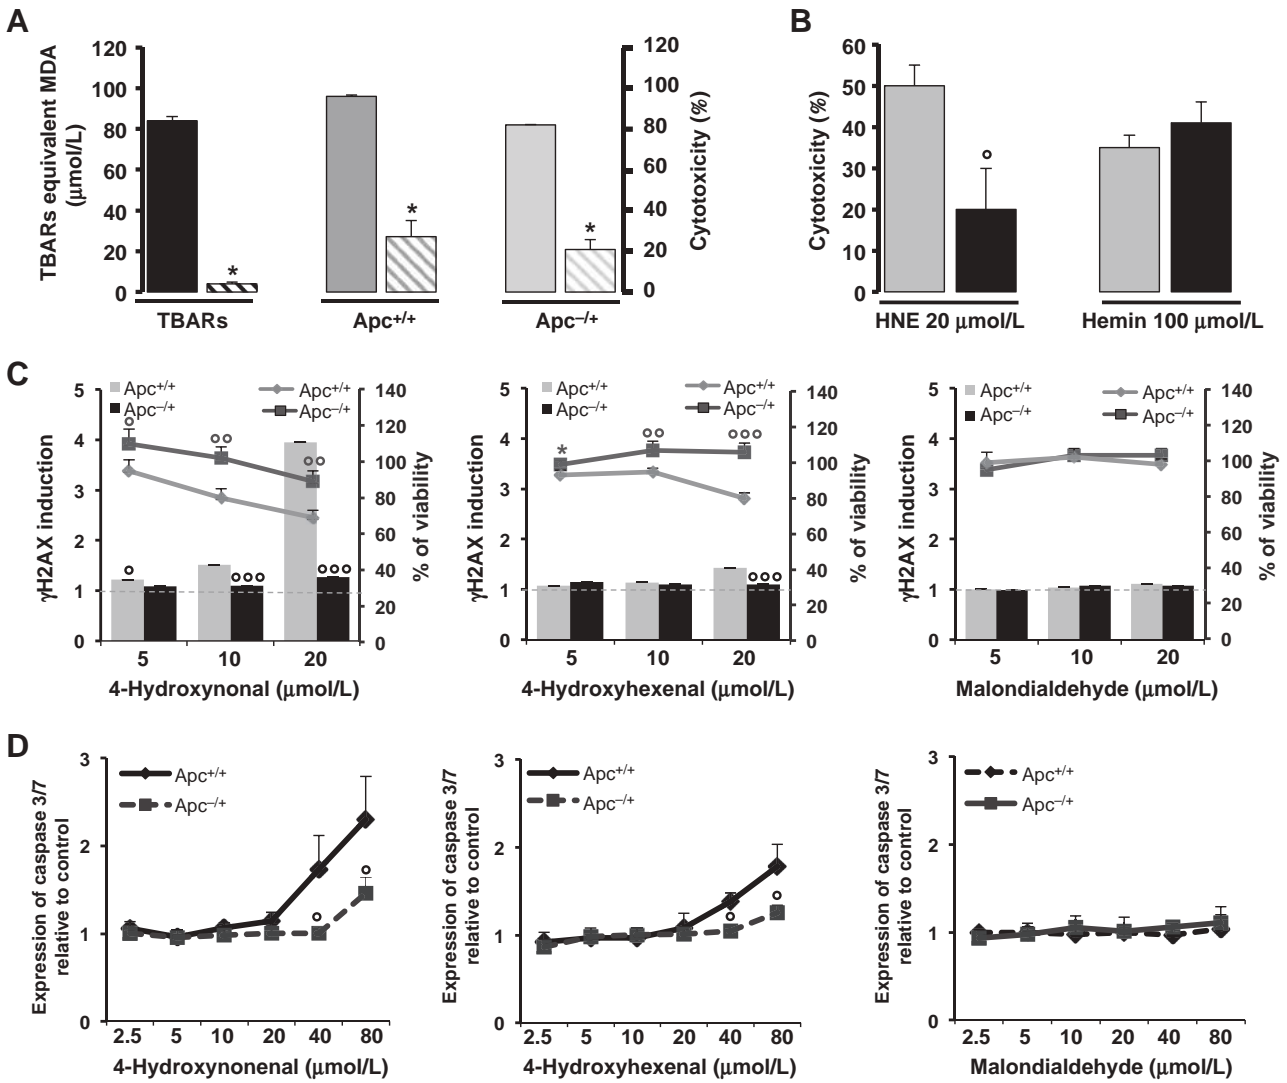 A
TBARs equivalent MDA
(μmol/L)
120
100
80
60
40
20
0
*
*
*
TBARs
Apc+/+
Apc–/+
120
100
80
60
40
20
0
Cytotoxicity (%)
B
Cytotoxicity (%)
60
50
40
30
20
10
0
HNE 20 μmol/L
Hemin 100 μmol/L
C
γH2AX induction
5
4
3
2
1
0
Apc+/+
Apc–/+
Apc+/+
Apc–/+
140
120
100
80
60
40
20
0
% of viability
5
10
20
4-Hydroxynonal (μmol/L)
γH2AX induction
5
4
3
2
1
0
Apc+/+
Apc–/+
Apc+/+
Apc–/+
*
140
120
100
80
60
40
20
0
% of viability
5
10
20
4-Hydroxyhexenal (μmol/L)
γH2AX induction
5
4
3
2
1
0
Apc+/+
Apc–/+
Apc+/+
Apc–/+
140
120
100
80
60
40
20
0
% of viability
5
10
20
Malondialdehyde (μmol/L)
D
Expression of caspase 3/7
relative to control
3
2
1
0
Apc+/+
Apc–/+
2.5
5
10
20
40
80
4-Hydroxynonenal (μmol/L)
Expression of caspase 3/7
relative to control
3
2
1
0
Apc+/+
Apc–/+
2.5
5
10
20
40
80
4-Hydroxyhexenal (μmol/L)
Expression of caspase 3/7
relative to control
3
2
1
0
Apc+/+
Apc–/+
2.5
5
10
20
40
80
Malondialdehyde (μmol/L)